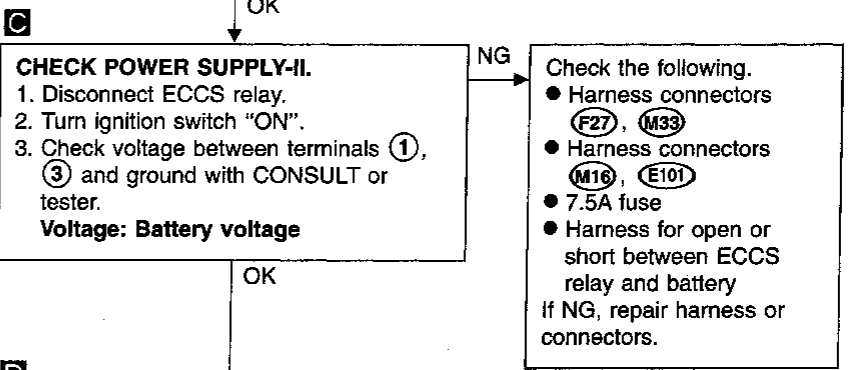 OK
C
CHECK POWER SUPPLY-II.
1. Disconnect ECCS relay.
2. Turn ignition switch “ON”.
3. Check voltage between terminals ①,
③ and ground with CONSULT or
tester.
Voltage: Battery voltage
NG
Check the following.
● Harness connectors
F27, M33
● Harness connectors
M16, E101
● 7.5A fuse
● Harness for open or
short between ECCS
relay and battery
If NG, repair harness or
connectors.
OK